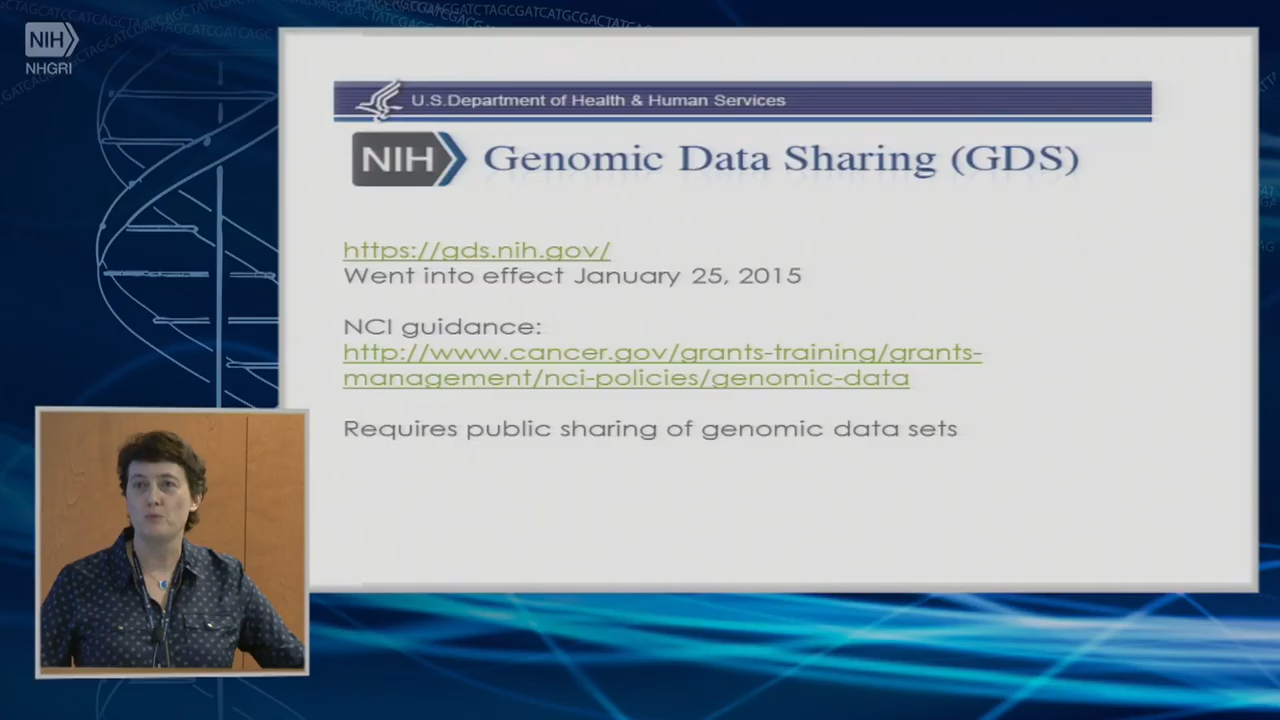 NIH
NHGRI
U.S.Department of Health & Human Services
NIH Genomic Data Sharing (GDS)
https://gds.nih.gov/
Went into effect January 25, 2015
NCI guidance:
http://www.cancer.gov/grants-training/grants-
management/nci-policies/genomic-data
Requires public sharing of genomic data sets